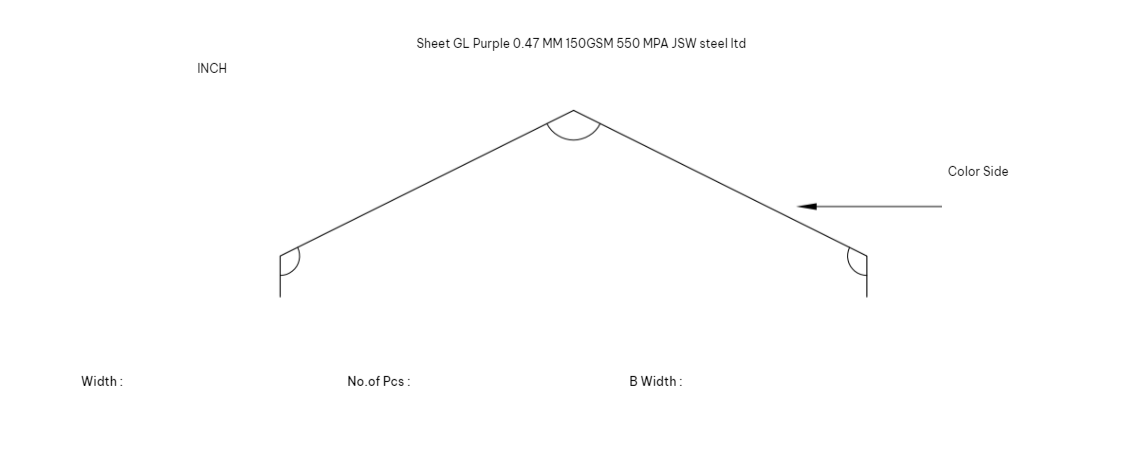 Sheet GL Purple 0.47 MM 150GSM 550 MPA JSW steel ltd
INCH
Color Side
Width :
No.of Pcs :
B Width :